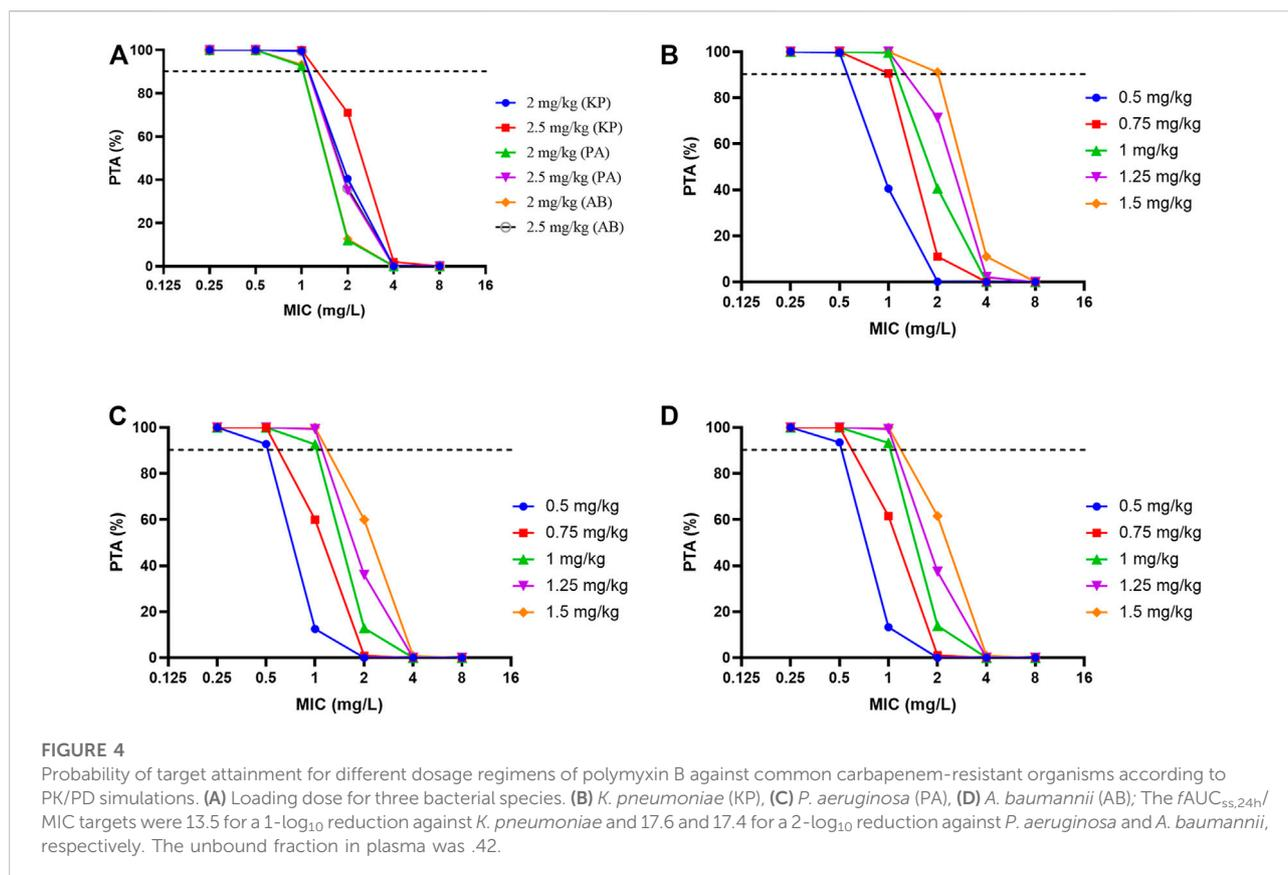 A
100
80
60
40
20
0
PTA (%)
0.125 0.25 0.5 1 2 4 8 16
MIC (mg/L)
2 mg/kg (KP)
2.5 mg/kg (KP)
2 mg/kg (PA)
2.5 mg/kg (PA)
2 mg/kg (AB)
2.5 mg/kg (AB)
B
100
80
60
40
20
0
PTA (%)
0.125 0.25 0.5 1 2 4 8 16
MIC (mg/L)
0.5 mg/kg
0.75 mg/kg
1 mg/kg
1.25 mg/kg
1.5 mg/kg
C
100
80
60
40
20
0
PTA (%)
0.125 0.25 0.5 1 2 4 8 16
MIC (mg/L)
0.5 mg/kg
0.75 mg/kg
1 mg/kg
1.25 mg/kg
1.5 mg/kg
D
100
80
60
40
20
0
PTA (%)
0.125 0.25 0.5 1 2 4 8 16
MIC (mg/L)
0.5 mg/kg
0.75 mg/kg
1 mg/kg
1.25 mg/kg
1.5 mg/kg
FIGURE 4
Probability of target attainment for different dosage regimens of polymyxin B against common carbapenem-resistant organisms according to
PK/PD simulations. (A) Loading dose for three bacterial species. (B) K. pneumoniae (KP), (C) P. aeruginosa (PA), (D) A. baumannii (AB); The fAUCss,24h/
MIC targets were 13.5 for a 1-log10 reduction against K. pneumoniae and 17.6 and 17.4 for a 2-log10 reduction against P. aeruginosa and A. baumannii,
respectively. The unbound fraction in plasma was .42.